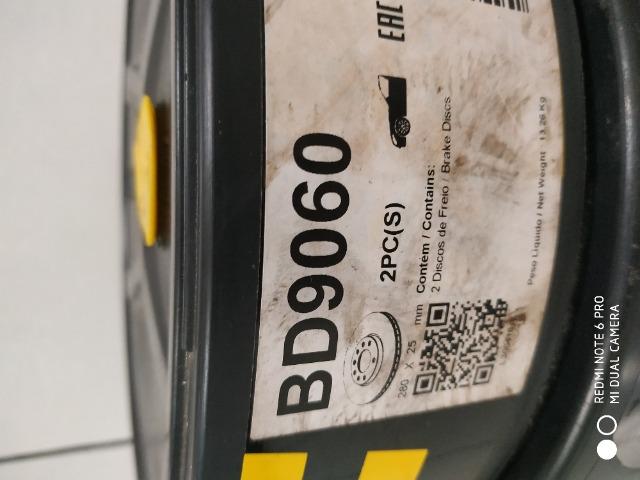 BD9060
2PC(S)
EAC
280 X 25 mm
Contém / Contains:
2 Discos de Freio / Brake Discs
Peso Líquido / Net Weight 13,26 Kg
REDMI NOTE 6 PRO
MI DUAL CAMERA